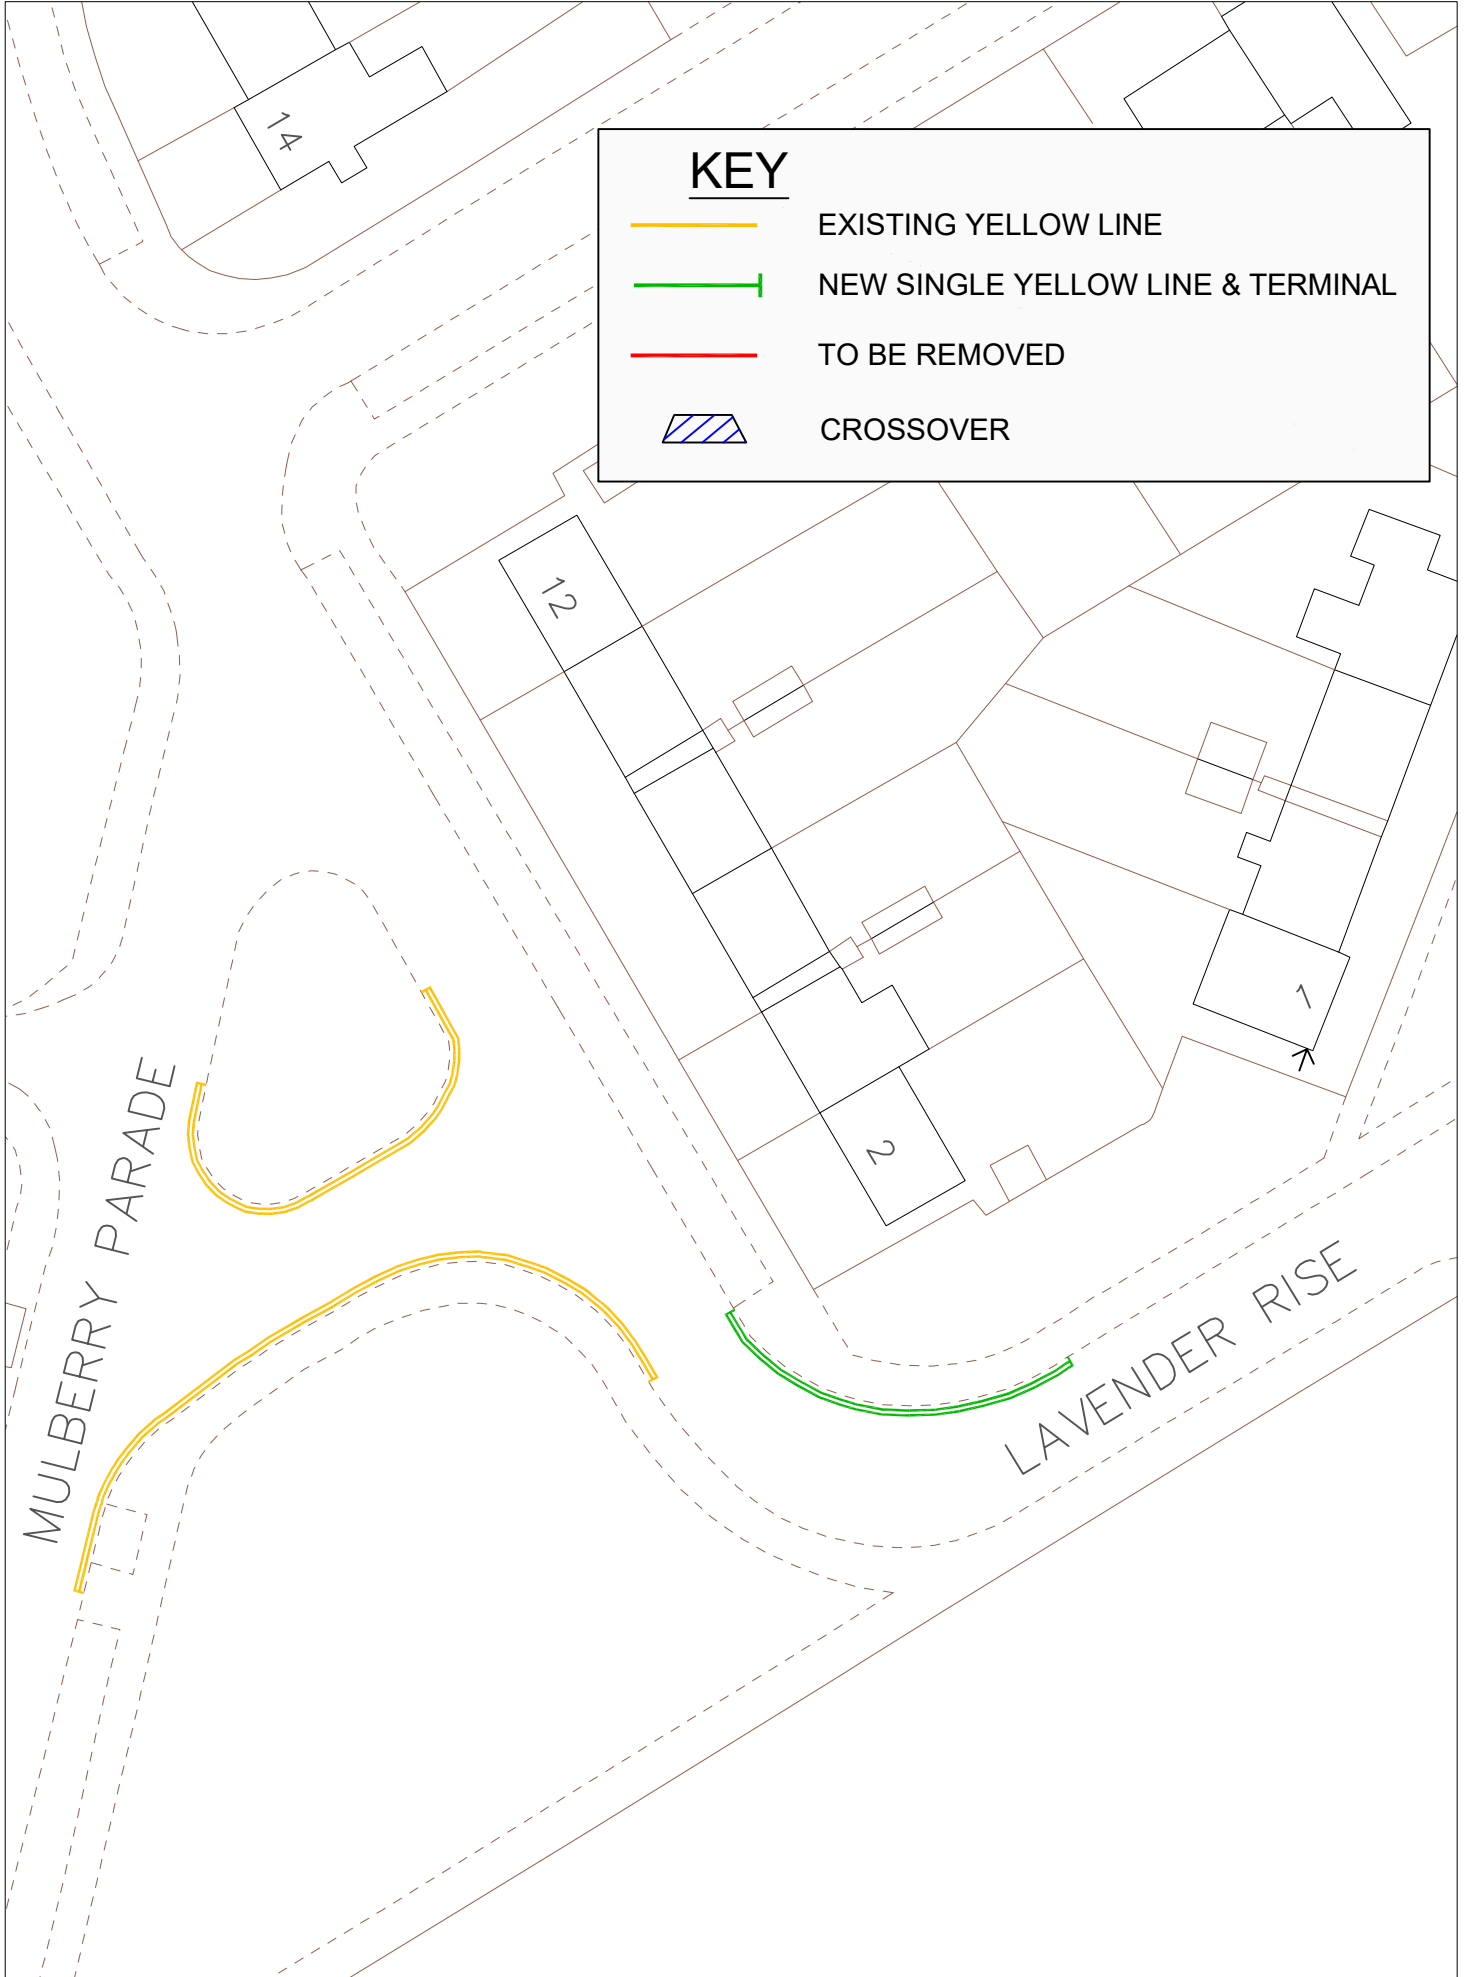 14
KEY
EXISTING YELLOW LINE
NEW SINGLE YELLOW LINE & TERMINAL
TO BE REMOVED
CROSSOVER
12
1
2
MULBERRY PARADE
LAVENDER RISE